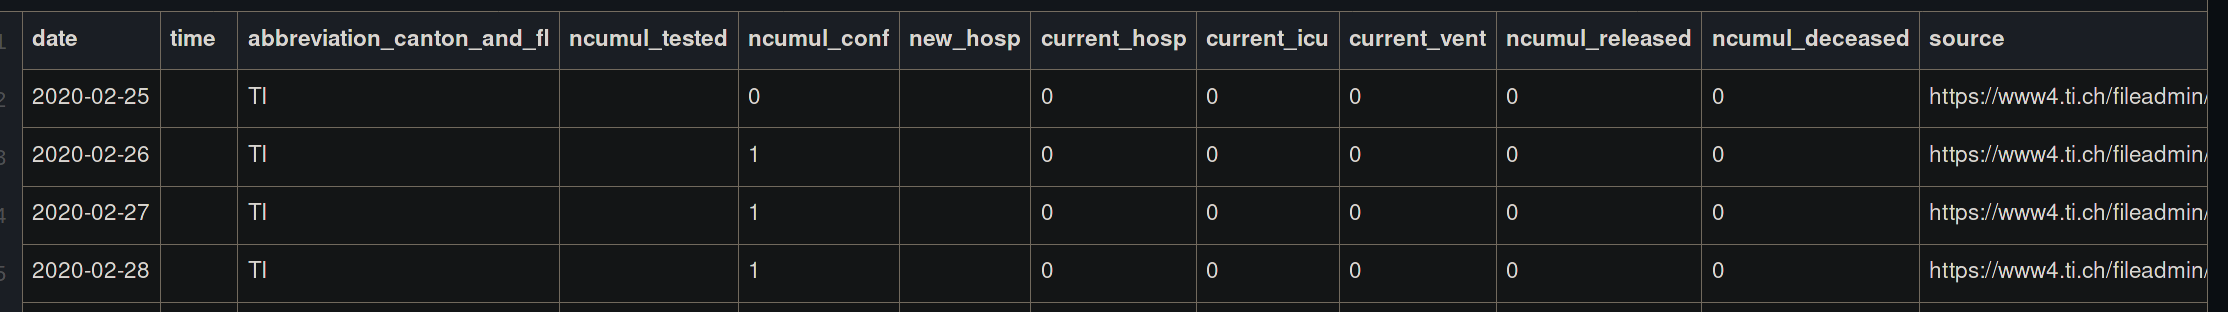 1 date time abbreviation_canton_and_fl ncumul_tested ncumul_conf new_hosp current_hosp current_icu current_vent ncumul_released ncumul_deceased source
2 2020-02-25 TI 0 0 0 0 0 0 https://www4.ti.ch/fileadmin/
3 2020-02-26 TI 1 0 0 0 0 0 https://www4.ti.ch/fileadmin/
4 2020-02-27 TI 1 0 0 0 0 0 https://www4.ti.ch/fileadmin/
5 2020-02-28 TI 1 0 0 0 0 0 https://www4.ti.ch/fileadmin/